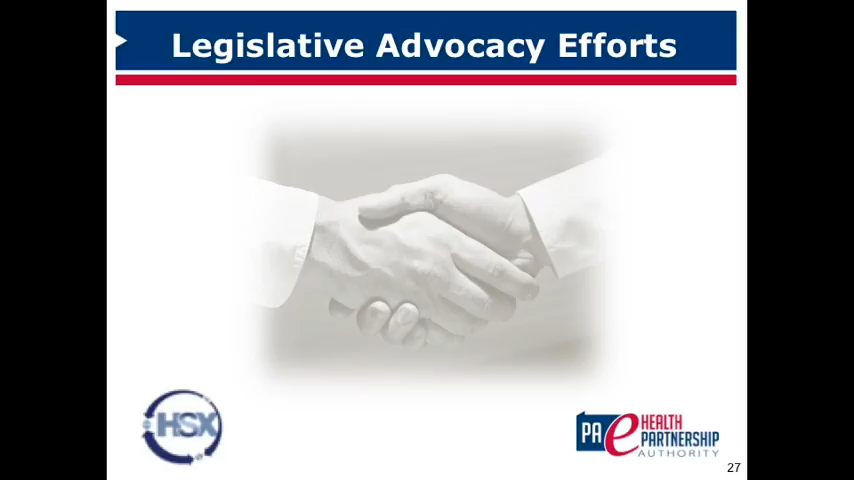 Legislative Advocacy Efforts
HSX
PA e HEALTH
PARTNERSHIP
AUTHORITY
27